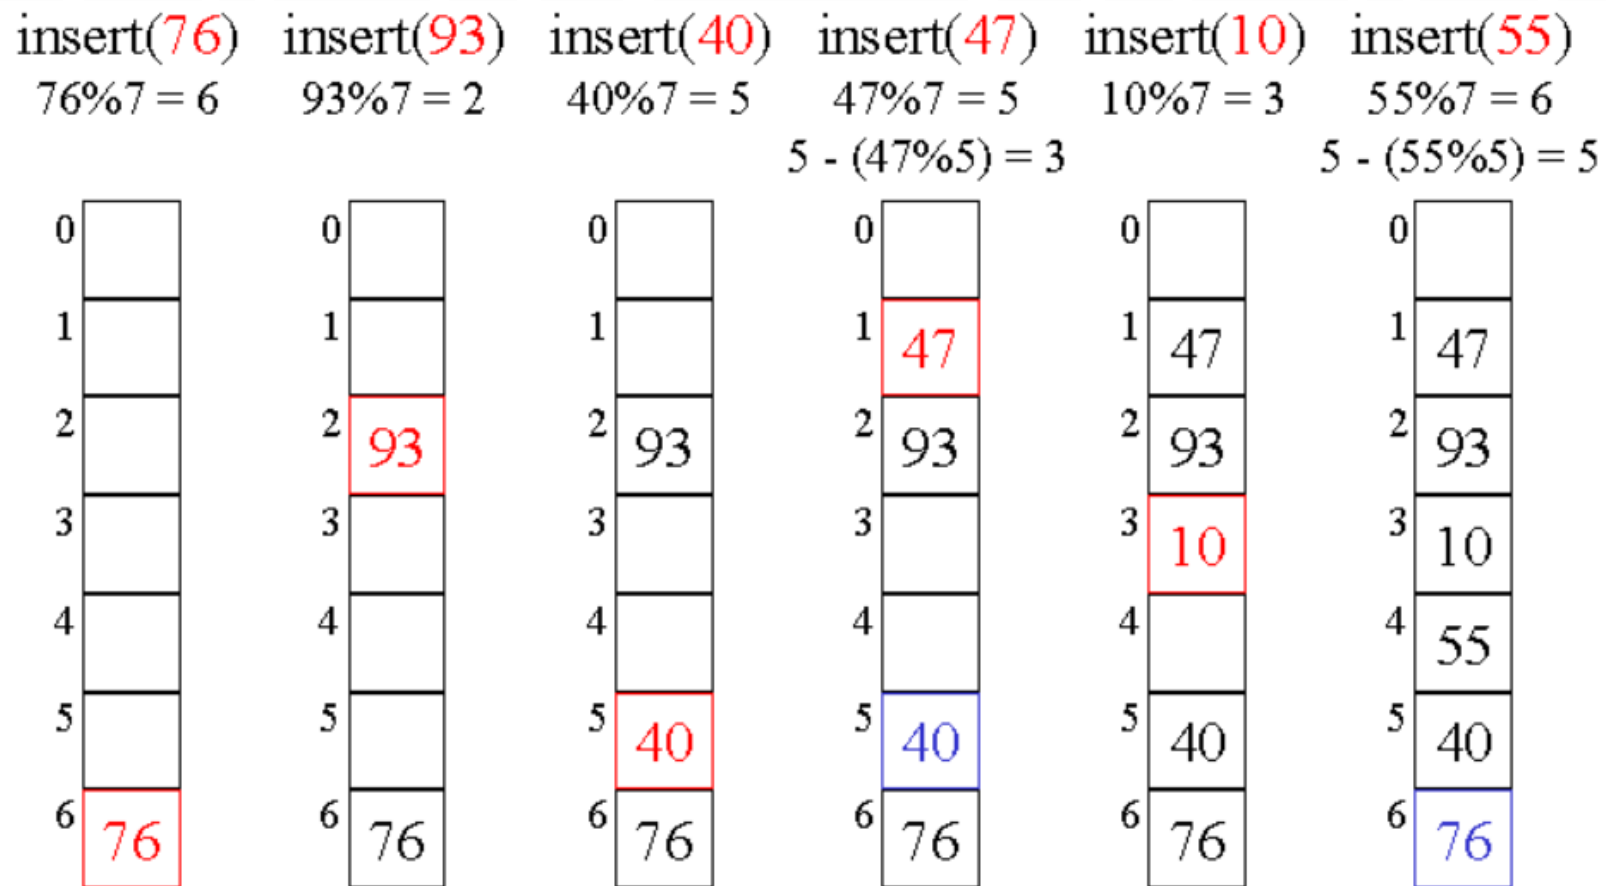 insert(76) insert(93) insert(40) insert(47) insert(10) insert(55)
76%7 = 6 93%7 = 2 40%7 = 5 47%7 = 5 10%7 = 3 55%7 = 6
5 - (47%5) = 3 5 - (55%5) = 5
0 0 0 0 0 0
1 1 1 1 47 1 47 1 47
2 2 93 2 93 2 93 2 93 2 93
3 3 3 3 3 10 3 10
4 4 4 4 4 4 55
5 5 5 40 5 40 5 40 5 40
6 76 6 76 6 76 6 76 6 76 6 76